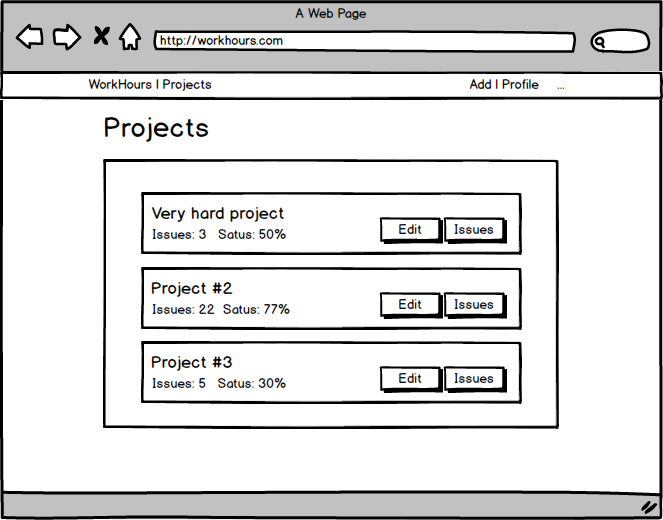 A Web Page
http://workhours.com
WorkHours | Projects Add | Profile ...
Projects
Very hard project
Issues: 3 Satus: 50% Edit Issues
Project #2
Issues: 22 Satus: 77% Edit Issues
Project #3
Issues: 5 Satus: 30% Edit Issues